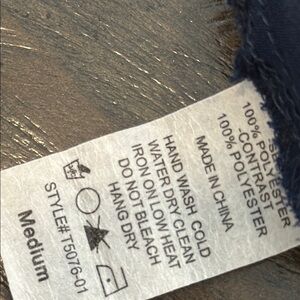 100% POLYESTER
-CONTRAST
100% POLYESTER
MADE IN CHINA
HAND WASH COLD
WATER DRY CLEAN
IRON ON LOW HEAT
DO NOT BLEACH
HANG DRY
STYLE# T5076-01
Medium